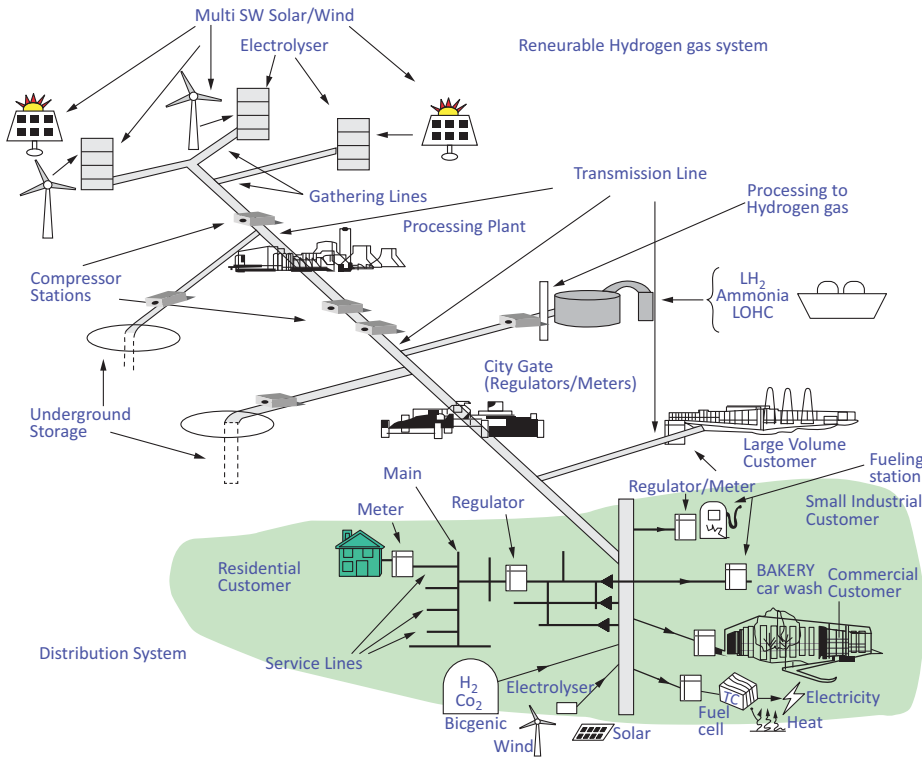 Multi SW Solar/Wind
Electrolyser
Reneurable Hydrogen gas system
Gathering Lines
Transmission Line
Processing to
Hydrogen gas
Processing Plant
Compressor
Stations
LH2
Ammonia
LOHC
City Gate
(Regulators/Meters)
Underground
Storage
Large Volume
Customer
Fueling
station
Main
Regulator/Meter
Meter
Regulator
Small Industrial
Customer
Residential
Customer
BAKERY
car wash
Commercial
Customer
Distribution System
Service Lines
H2
Co2
Bicgenic
Electrolyser
TC
Electricity
Fuel
cell
Heat
Wind
Solar